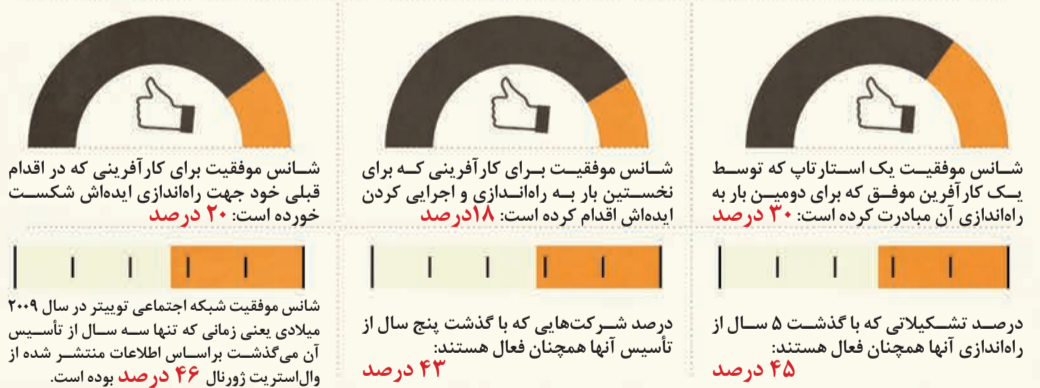 شانس موفقیت یک استارتاپ که توسط
یک کارآفرین موفق که برای دومین بار به
راه‌اندازی آن مبادرت کرده است: ۳۰ درصد
شانس موفقیت برای کارآفرینی که برای
نخستین بار به راه‌اندازی و اجرایی کردن
ایده‌اش اقدام کرده است: ۱۸درصد
شانس موفقیت برای کارآفرینی که در اقدام
قبلی خود جهت راه‌اندازی ایده‌اش شکست
خورده است: ۲۰ درصد
درصد تشکیلاتی که با گذشت ۵ سال از
راه‌اندازی آنها همچنان فعال هستند:
۴۵ درصد
درصد شرکت‌هایی که با گذشت پنج سال از
تأسیس آنها همچنان فعال هستند:
۴۳ درصد
شانس موفقیت شبکه اجتماعی توییتر در سال ۲۰۰۹
میلادی یعنی زمانی که تنها سه سال از تأسیس
آن می‌گذشت براساس اطلاعات منتشر شده از
وال‌استریت ژورنال ۴۶ درصد بوده است.